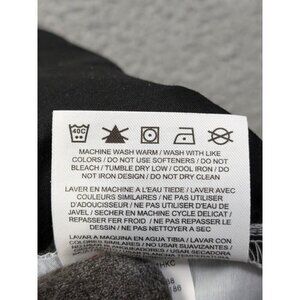 40C
MACHINE WASH WARM / WASH WITH LIKE
COLORS / DO NOT USE SOFTENERS / DO NOT
BLEACH / TUMBLE DRY LOW / COOL IRON / DO
NOT IRON DESIGN / DO NOT DRY CLEAN
LAVER EN MACHINE A L'EAU TIEDE / LAVER AVEC
COULEURS SIMILAIRES / NE PAS UTILISER
D'ADOUCISSEUR / NE PAS UTILISER D'EAU DE
JAVEL / SECHER EN MACHINE CYCLE DELICAT /
REPASSER FER FROID / NE PAS REPASSER LE
DESSIN / NE PAS NETTOYER A SEC
LAVAR A MAQUINA EN AGUA TIBIA / LAVAR CON
COLORES SIMILARES / NO USAR SUAVIZANTES /